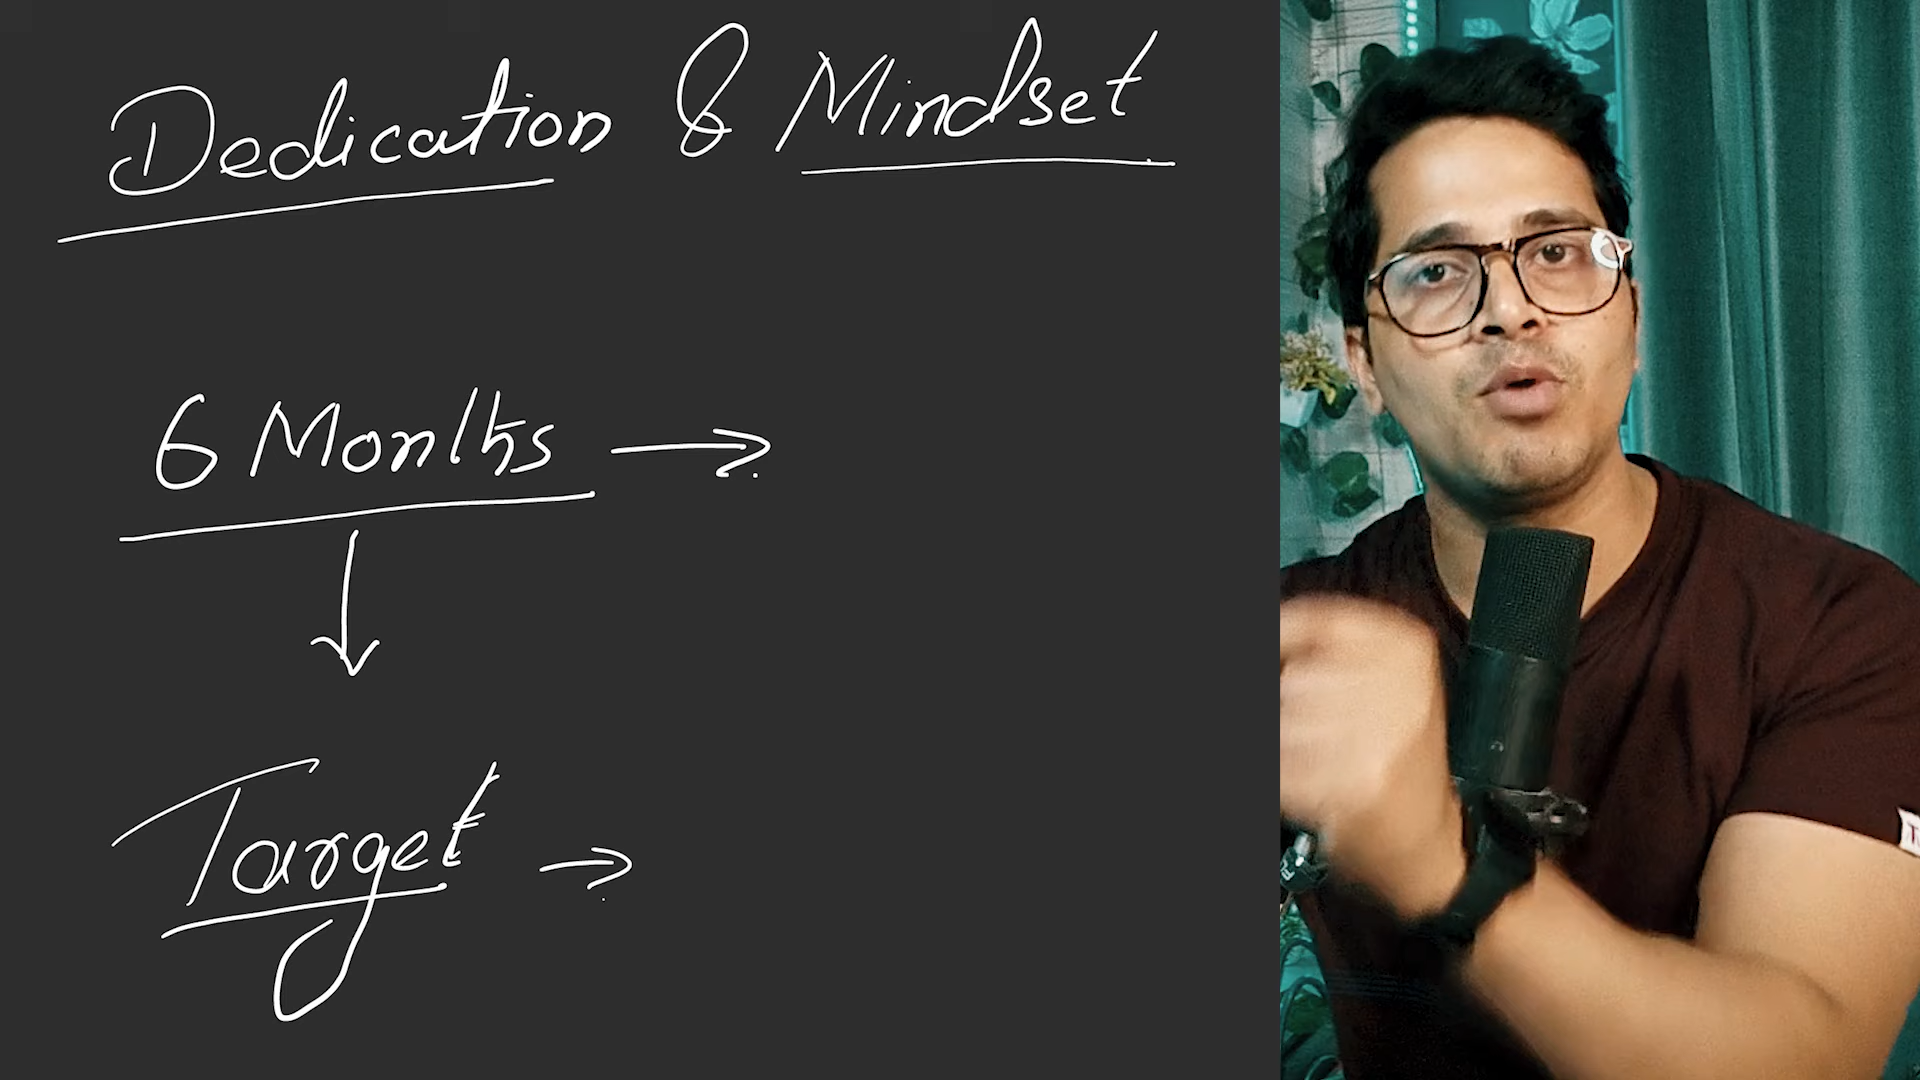 Dedication & Mindset
6 Months →
↓
Target →